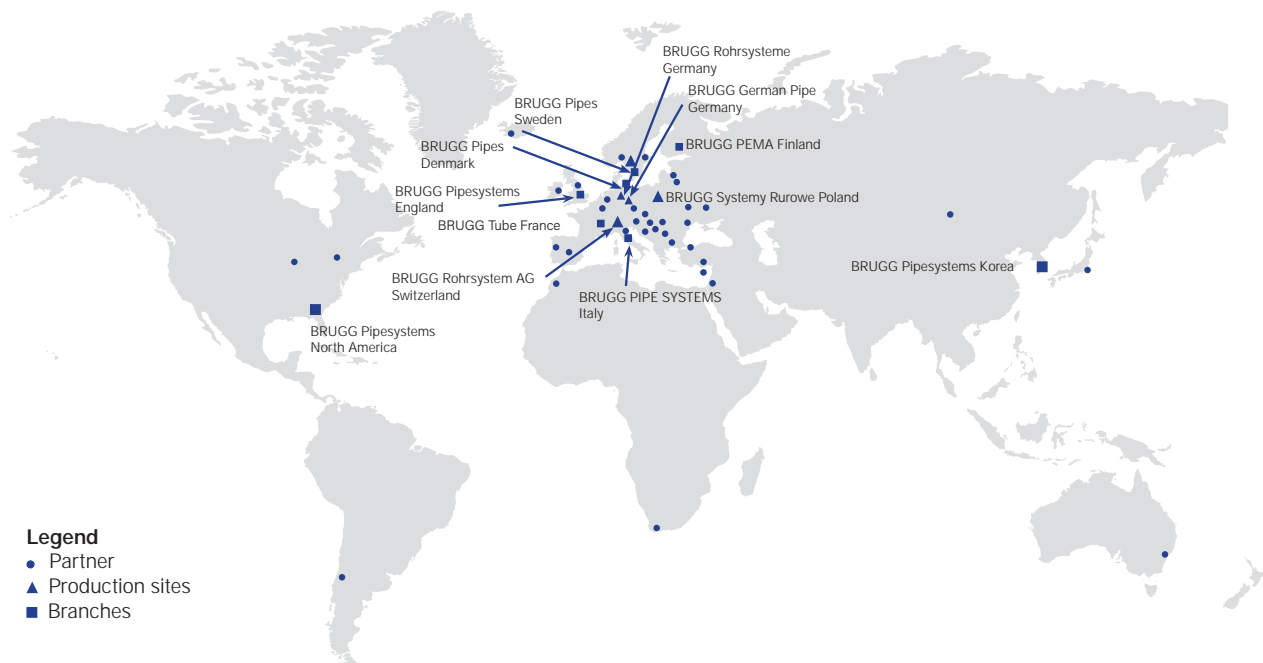 BRUGG Rohrsysteme
Germany
BRUGG German Pipe
Germany
BRUGG Pipes
Sweden
BRUGG Pipes
Denmark
BRUGG PEMA Finland
BRUGG Pipesystems
England
BRUGG Systemy Rurowe Poland
BRUGG Tube France
BRUGG Rohrsystem AG
Switzerland
BRUGG PIPE SYSTEMS
Italy
BRUGG Pipesystems Korea
BRUGG Pipesystems
North America
Legend
Partner
Production sites
Branches